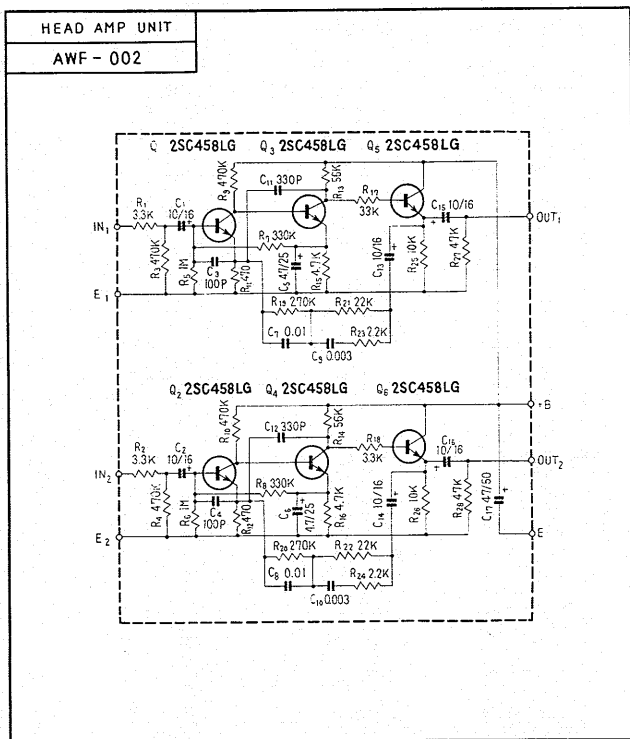 HEAD AMP UNIT
AWF - 002
Q 2SC458LG Q3 2SC458LG Q5 2SC458LG
R9 470K
C11 330P
R13 56K
R1 3.3K
C1 10/16
R17 33K
C15 10/16
IN1
OUT1
R3 470K
R5 1M
C3 100P
R11 470
R7 330K
C5 47/25
R15 4.7K
C13 10/16
R25 10K
R27 47K
E1
R19 270K
R21 22K
C7 0.01
C9 0.003
R23 2.2K
Q2 2SC458LG Q4 2SC458LG Q6 2SC458LG
+B
R10 470K
C12 330P
R14 56K
R2 3.3K
C2 10/16
R18 3.3K
C16 10/16
IN2
OUT2
R4 470K
R6 1M
C4 100P
R12 470
R8 330K
C6 4.7/25
R16 4.7K
C14 10/16
R26 10K
R28 47K
C17 47/50
E2
E
R20 270K
R22 22K
C8 0.01
C10 0.003
R24 2.2K